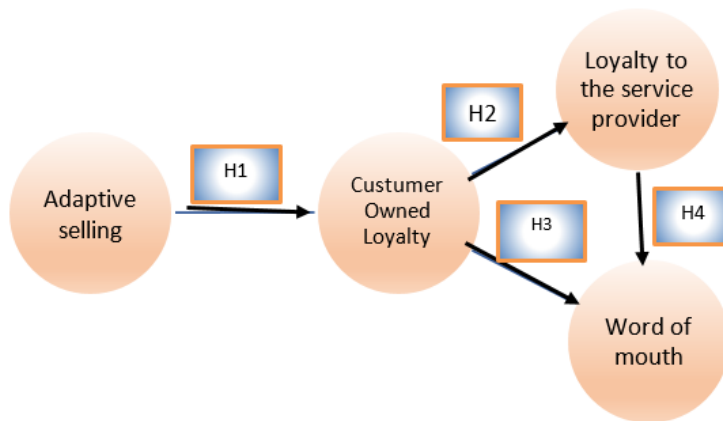 Adaptive
selling
H1
Custumer
Owned
Loyalty
H2
Loyalty to
the service
provider
H3
H4
Word of
mouth